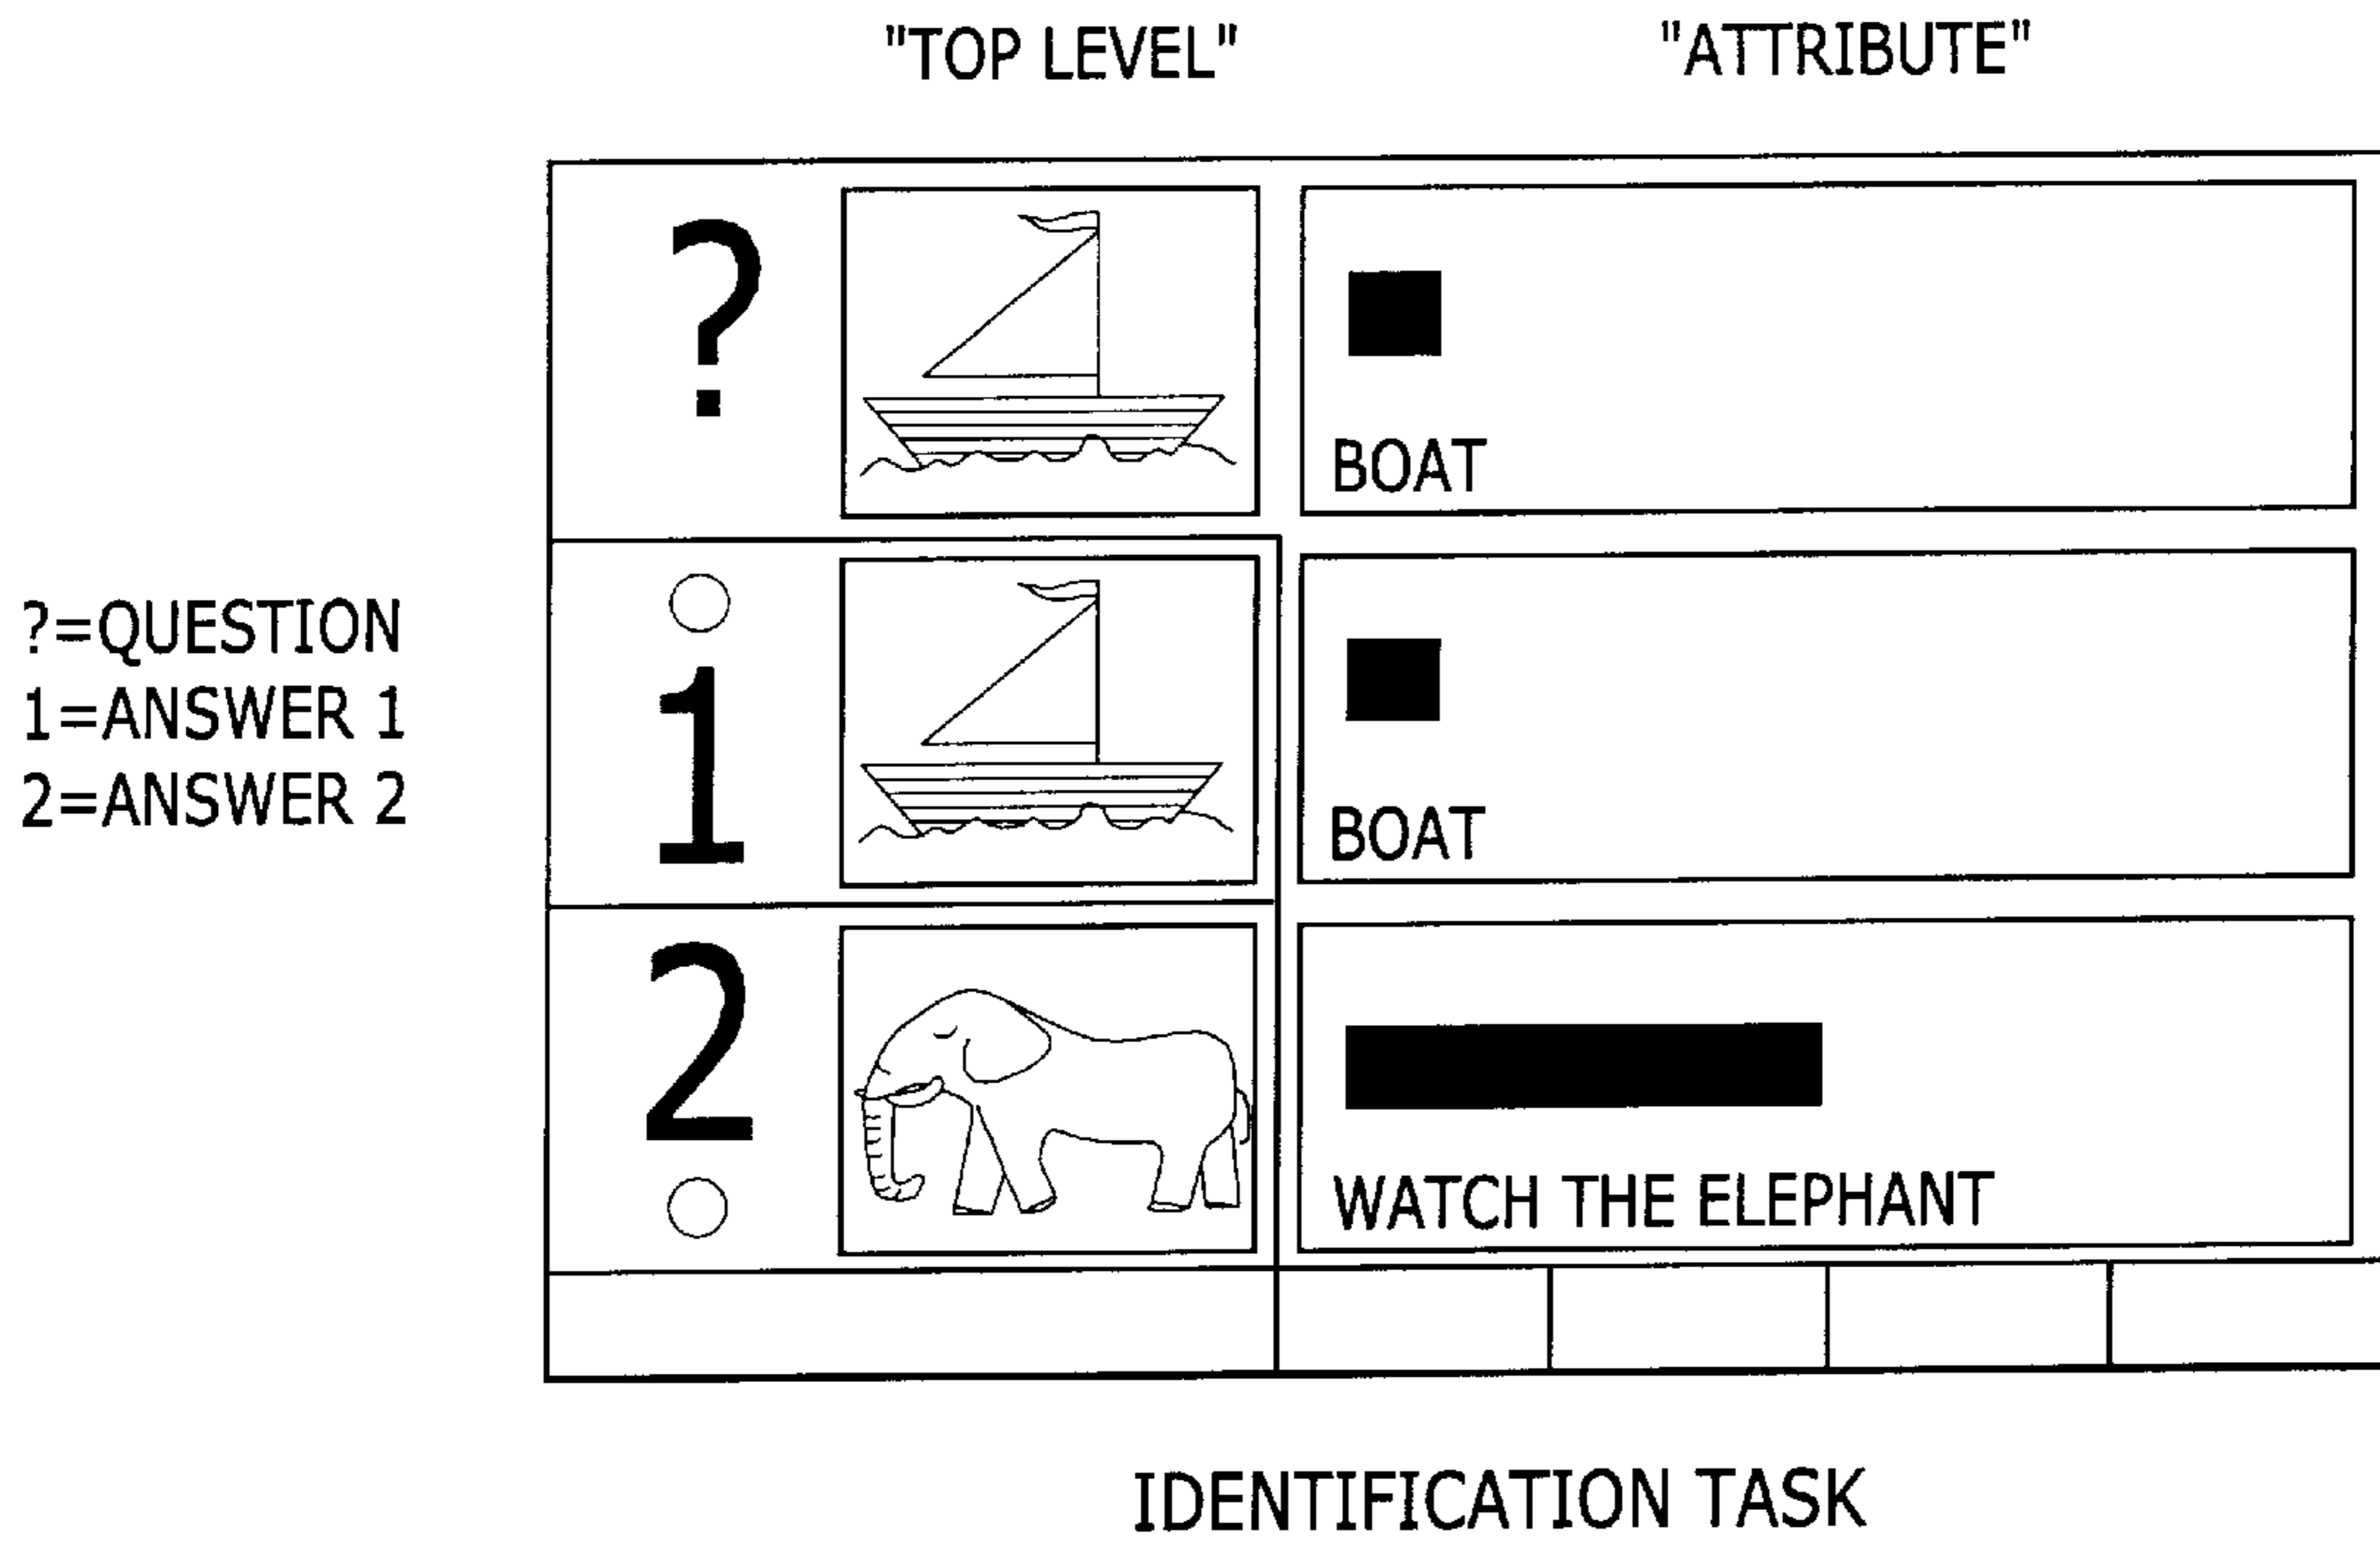 "TOP LEVEL" "ATTRIBUTE"
?
BOAT
?=QUESTION
1=ANSWER 1
2=ANSWER 2
1
BOAT
2
WATCH THE ELEPHANT
IDENTIFICATION TASK